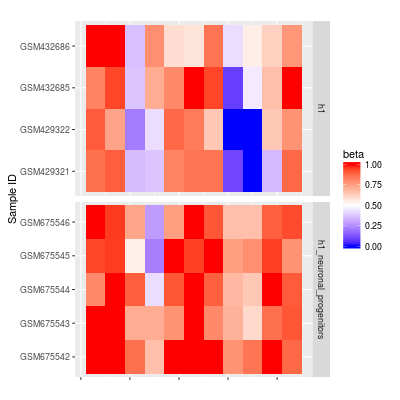 Sample ID
GSM432686
GSM432685
GSM429322
GSM429321
h1
GSM675546
GSM675545
GSM675544
GSM675543
GSM675542
h1_neuronal_progenitors
beta
1.00
0.75
0.50
0.25
0.00